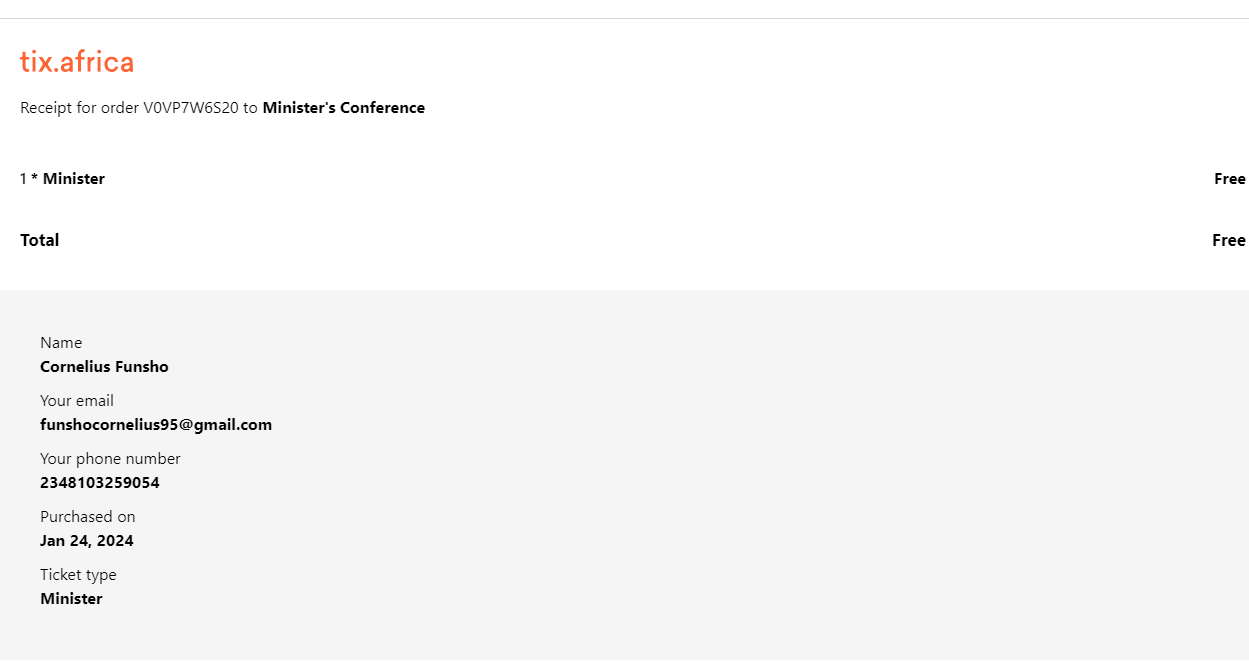 tix.africa
Receipt for order V0VP7W6S20 to Minister's Conference
1 * Minister Free
Total Free
Name
Cornelius Funsho
Your email
funshocornelius95@gmail.com
Your phone number
2348103259054
Purchased on
Jan 24, 2024
Ticket type
Minister